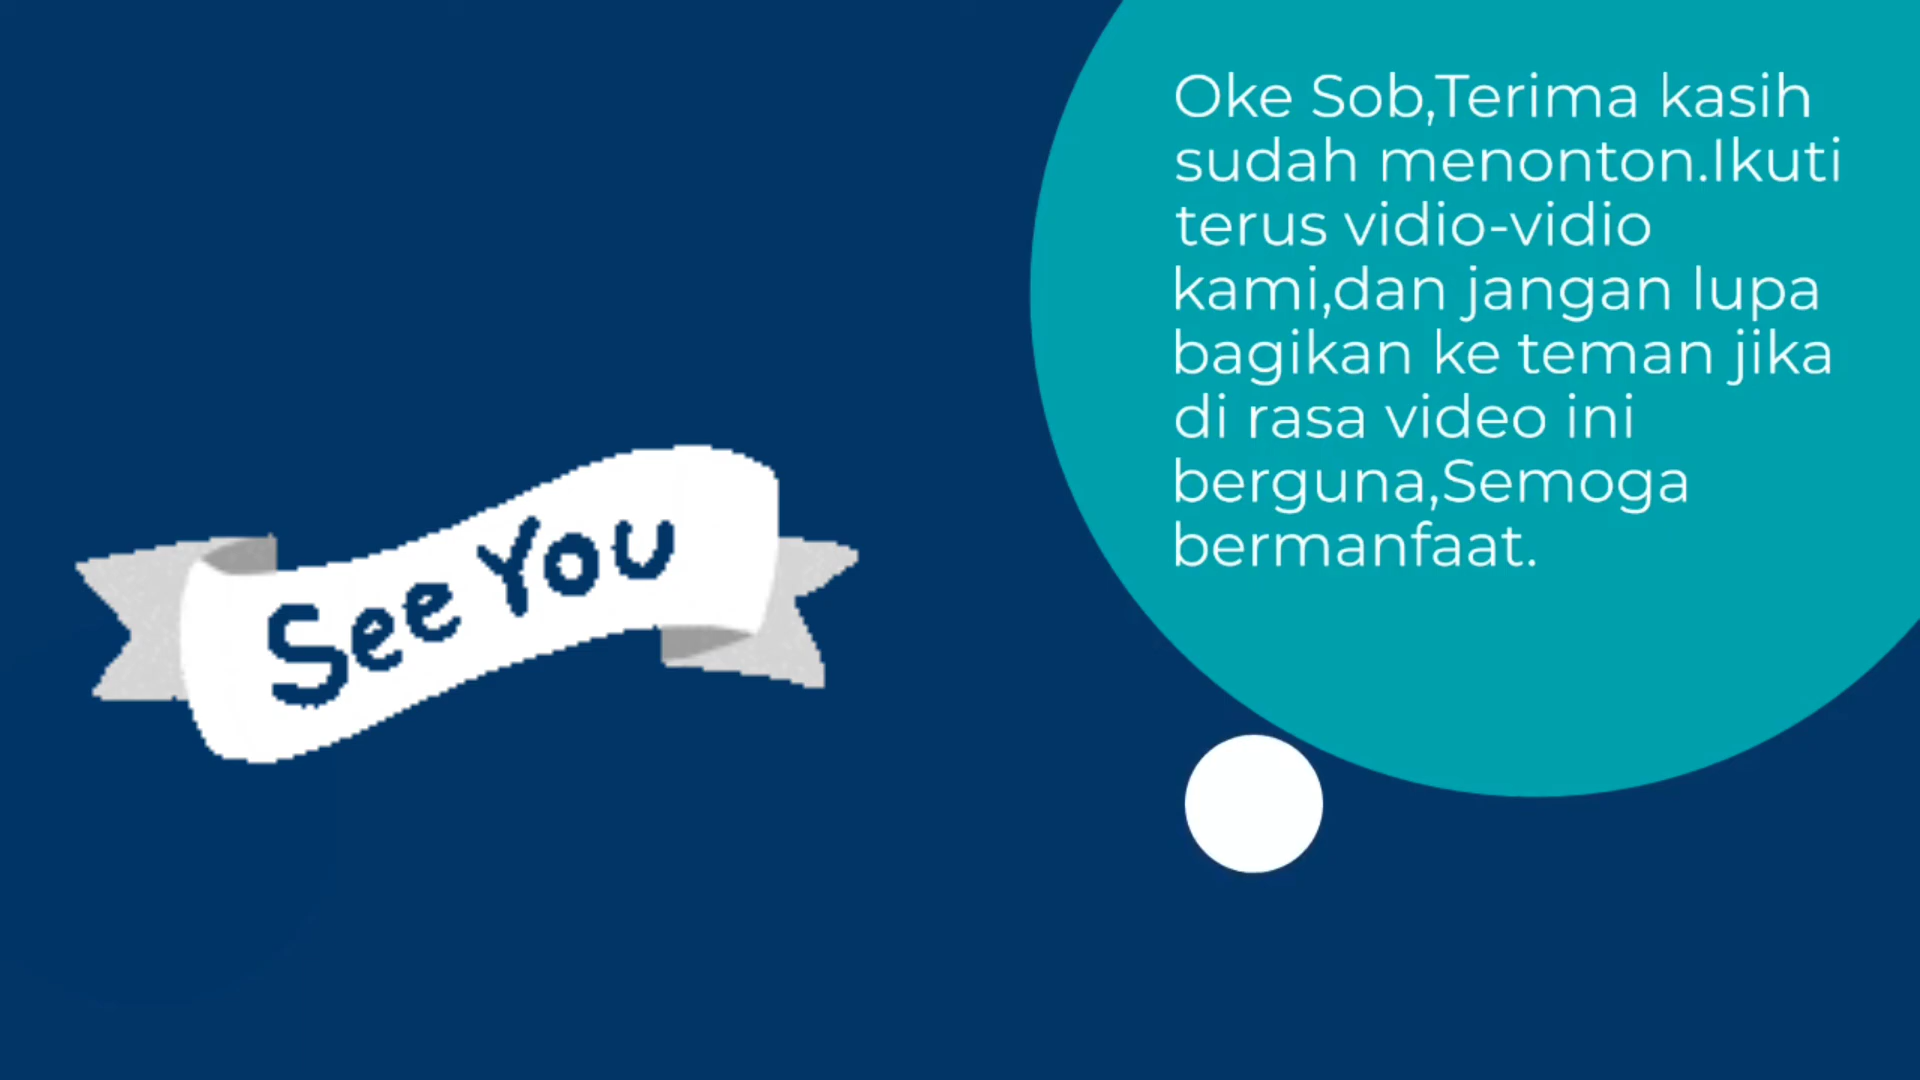 Oke Sob,Terima kasih
sudah menonton.Ikuti
terus vidio-vidio
kami,dan jangan lupa
bagikan ke teman jika
di rasa video ini
berguna,Semoga
bermanfaat.
See You